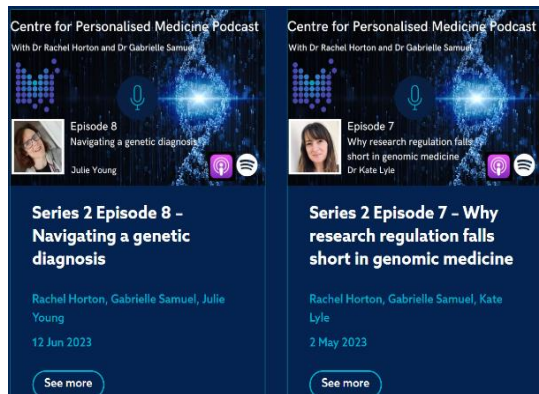 Centre for Personalised Medicine Podcast
With Dr Rachel Horton and Dr Gabrielle Samuel
Episode 8
Navigating a genetic diagnosis
Julie Young
Series 2 Episode 8 –
Navigating a genetic
diagnosis
Rachel Horton, Gabrielle Samuel, Julie
Young
12 Jun 2023
See more
Centre for Personalised Medicine Podcast
With Dr Rachel Horton and Dr Gabrielle Samuel
Episode 7
Why research regulation falls
short in genomic medicine
Dr Kate Lyle
Series 2 Episode 7 – Why
research regulation falls
short in genomic medicine
Rachel Horton, Gabrielle Samuel, Kate
Lyle
2 May 2023
See more